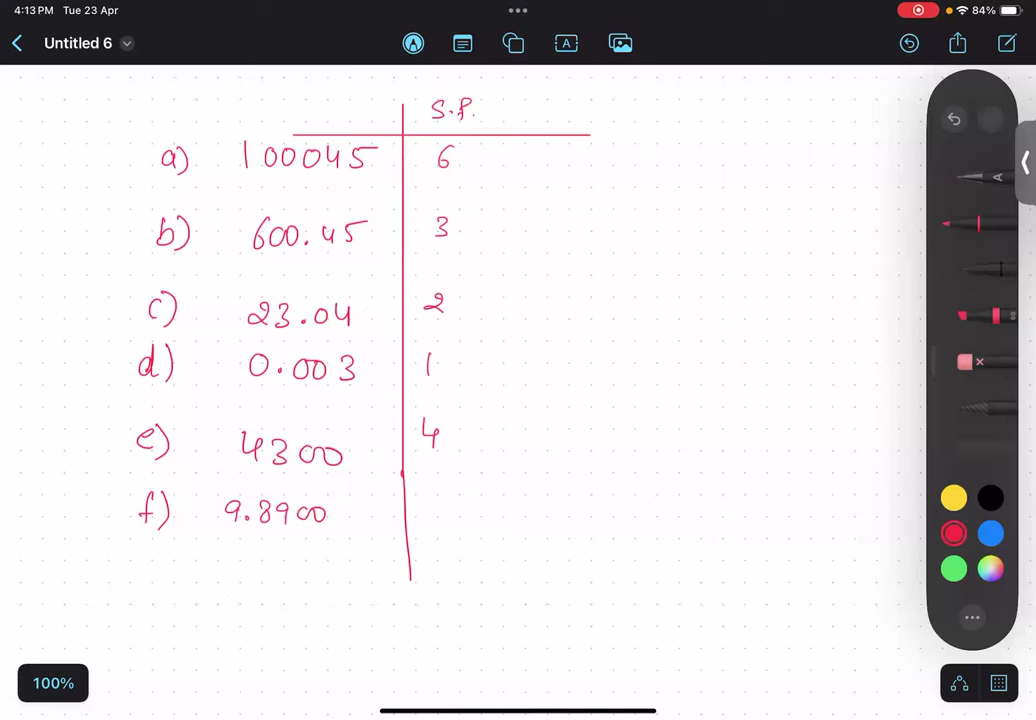 4:13 PM Tue 23 Apr
84%
Untitled 6
A
S.F.
a) 100045 6
b) 600.45 3
c) 23.04 2
d) 0.003 1
e) 4300 4
f) 9.8900
100%